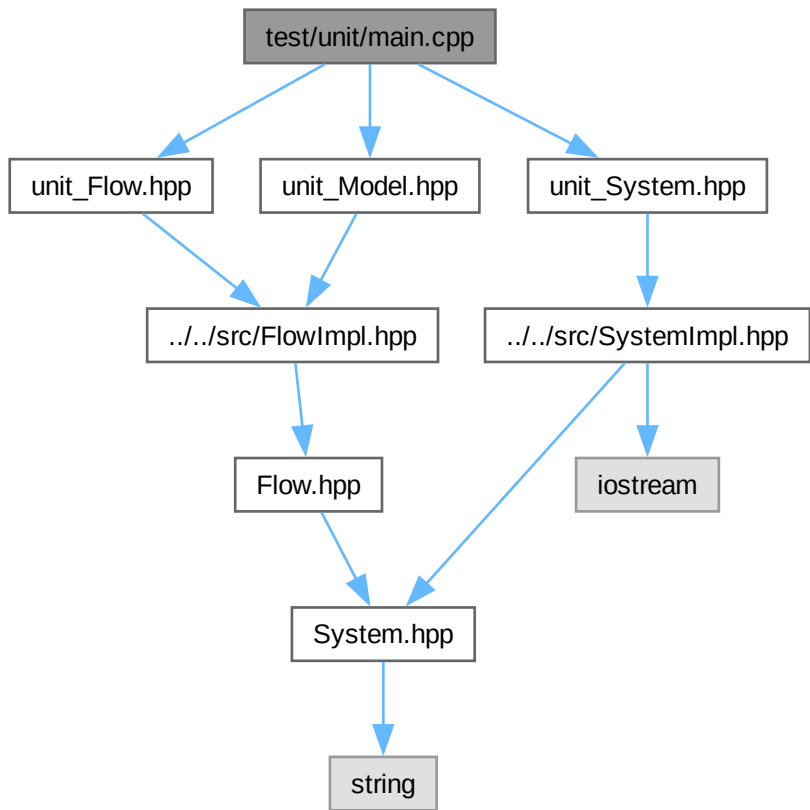 test/unit/main.cpp
unit_Flow.hpp
unit_Model.hpp
unit_System.hpp
../../src/FlowImpl.hpp
../../src/SystemImpl.hpp
Flow.hpp
iostream
System.hpp
string